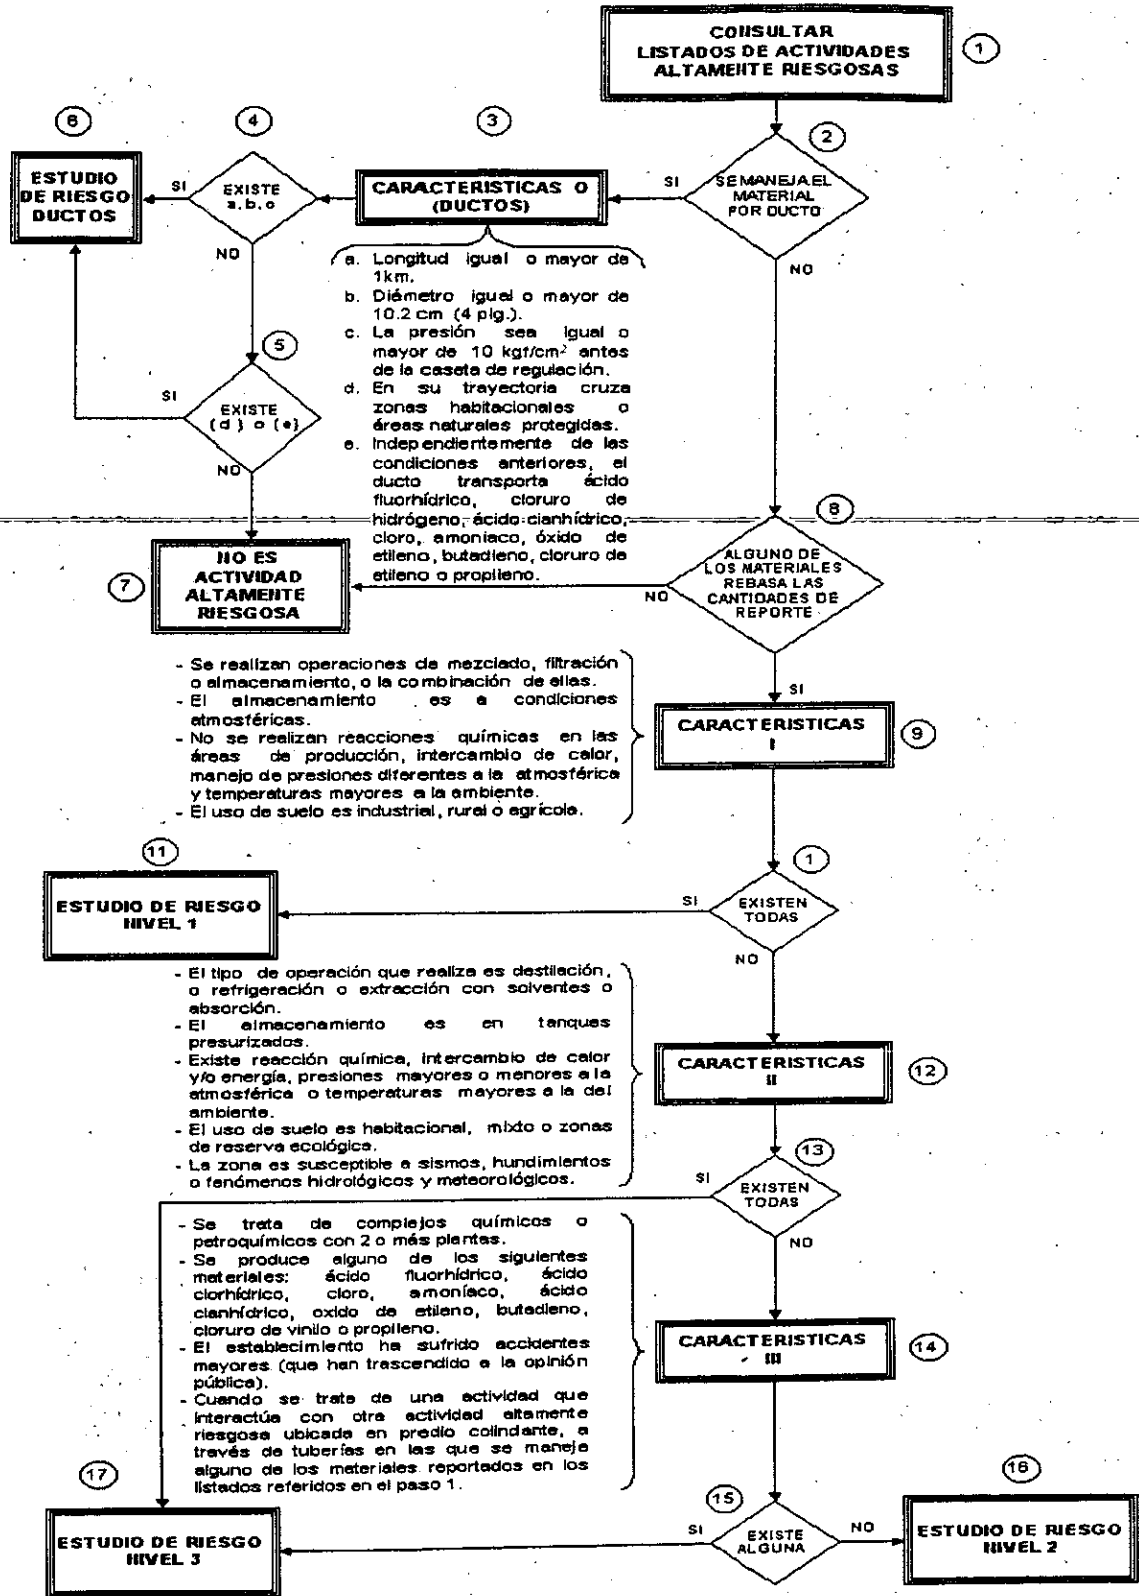 CONSULTAR
LISTADOS DE ACTIVIDADES
ALTAMENTE RIESGOSAS
1
2
SE MANEJA EL
MATERIAL
POR DUCTO
SI
NO
3
CARACTERISTICAS O
(DUCTOS)
4
EXISTE
a.b.c
SI
NO
6
ESTUDIO
DE RIESGO
DUCTOS
a. Longitud igual o mayor de
1km.
b. Diémetro igual o mayor de
10.2 cm (4 plg.).
c. La presión sea igual o
mayor de 10 kgf/cm² antes
de la caseta de regulación.
d. En su trayectoria cruza
zonas habitacionales o
áreas naturales protegidas.
e. Independientemente de las
condiciones anteriores, el
ducto transporta ácido
fluorhídrico, cloruro de
hidrógeno, ácido cianhídrico,
cloro, amoniaco, óxido de
etileno, butadieno, cloruro de
etileno o propileno.
5
EXISTE
(d) o (e)
SI
NO
7
NO ES
ACTIVIDAD
ALTAMENTE
RIESGOSA
8
ALGUNO DE
LOS MATERIALES
REBASA LAS
CANTIDADES DE
REPORTE
NO
SI
- Se realizan operaciones de mezclado, filtración
o almacenamiento, o la combinación de ellas.
- El almacenamiento es a condiciones
atmosféricas.
- No se realizan reacciones químicas en las
áreas de producción, intercambio de calor,
manejo de presiones diferentes a la atmosférica
y temperaturas mayores a la ambiente.
- El uso de suelo es industrial, rural o agrícola.
CARACTERISTICAS
I
9
1
EXISTEN
TODAS
SI
NO
11
ESTUDIO DE RIESGO
NIVEL 1
- El tipo de operación que realiza es destilación,
o refrigeración o extracción con solventes o
absorción.
- El almacenamiento es en tanques
presurizados.
- Existe reacción química, intercambio de calor
y/o energía, presiones mayores o menores a la
atmosférica o temperaturas mayores a la del
ambiente.
- El uso de suelo es habitacional, mixto o zonas
de reserva ecológica.
- La zona es susceptible a sismos, hundimientos
o fenómenos hidrológicos y meteorológicos.
CARACTERISTICAS
II
12
13
EXISTEN
TODAS
SI
NO
- Se trata de complejos químicos o
petroquímicos con 2 o más plantas.
- Se produce alguno de los siguientes
materiales: ácido fluorhídrico, ácido
clorhídrico, cloro, amoníaco, ácido
cianhídrico, oxido de etileno, butadieno,
cloruro de vinilo o propileno.
- El establecimiento ha sufrido accidentes
mayores (que han trascendido a la opinión
pública).
- Cuando se trate de una actividad que
interactúa con otra actividad altamente
riesgosa ubicada en predio colindante, a
través de tuberías en las que se maneje
alguno de los materiales reportados en los
listados referidos en el paso 1.
CARACTERISTICAS
III
14
15
EXISTE
ALGUNA
SI
NO
16
ESTUDIO DE RIESGO
NIVEL 2
17
ESTUDIO DE RIESGO
NIVEL 3